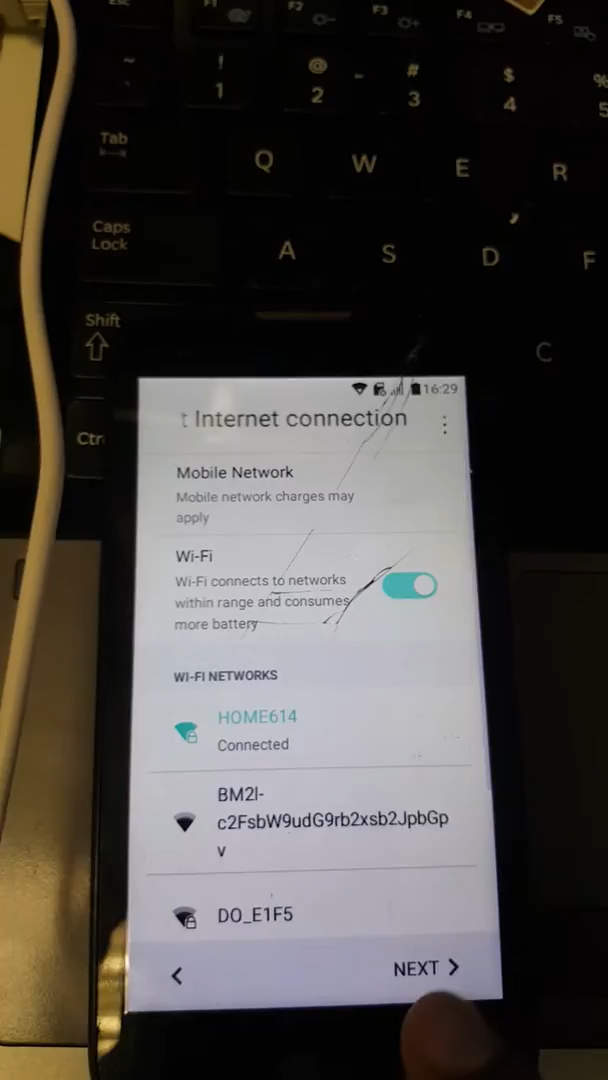 Esc F1 F2 F3 F4 F5
~ ! @ # $ %
` 1 2 3 4 5
Tab Q W E R
Caps
Lock A S D F
Shift
C
Ctr
16:29
t Internet connection
Mobile Network
Mobile network charges may
apply
Wi-Fi
Wi-Fi connects to networks
within range and consumes
more battery
WI-FI NETWORKS
HOME614
Connected
BM2I-
c2FsbW9udG9rb2xsb2JpbGp
v
DO_E1F5
NEXT